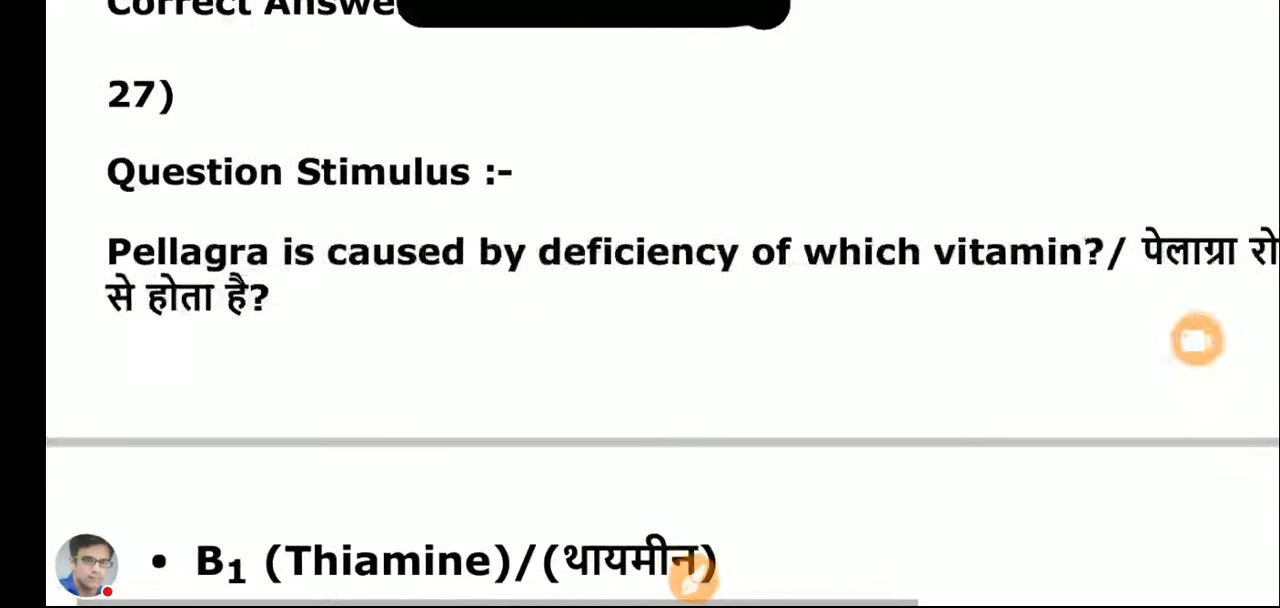 Correct Answe
27)
Question Stimulus :-
Pellagra is caused by deficiency of which vitamin?/ पेलाग्रा रो
से होता है?
• B₁ (Thiamine)/(थायमीन)